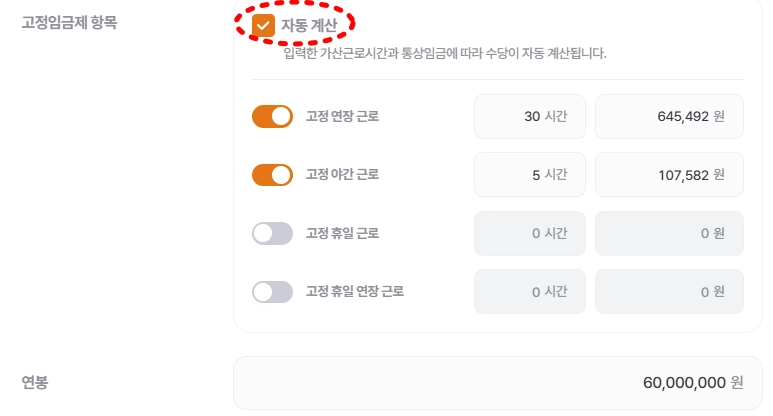 고정임금제 항목
자동 계산
입력한 가산근로시간과 통상임금에 따라 수당이 자동 계산됩니다.
고정 연장 근로 30 시간 645,492 원
고정 야간 근로 5 시간 107,582 원
고정 휴일 근로 0 시간 0 원
고정 휴일 연장 근로 0 시간 0 원
연봉 60,000,000 원